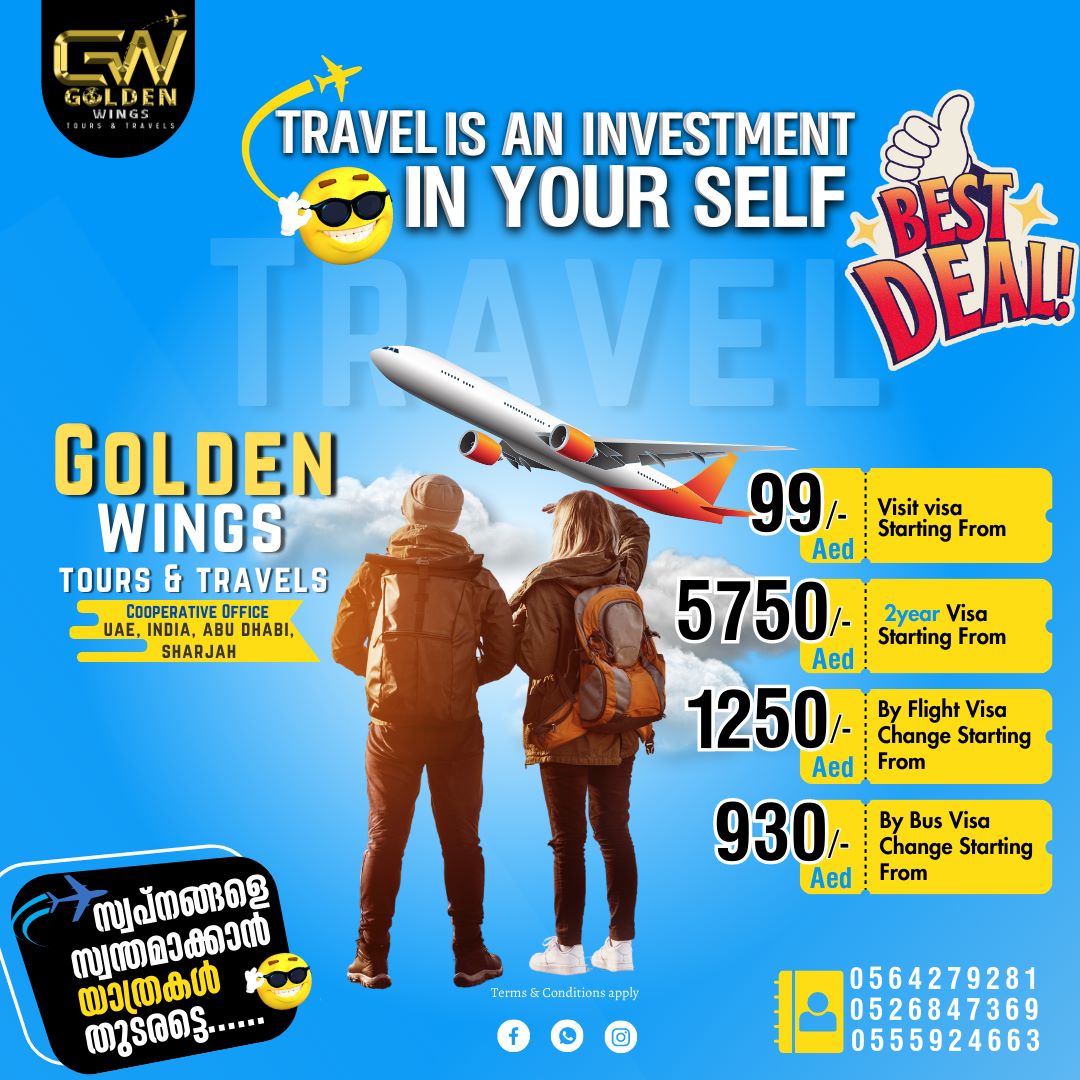 GW
GOLDEN
WINGS
TOURS & TRAVELS
TRAVEL IS AN INVESTMENT
IN YOUR SELF
BEST
DEAL!
TRAVEL
GOLDEN
WINGS
TOURS & TRAVELS
COOPERATIVE OFFICE
UAE, INDIA, ABU DHABI,
SHARJAH
99/-
Aed
Visit visa
Starting From
5750/-
Aed
2year Visa
Starting From
1250/-
Aed
By Flight Visa
Change Starting
From
930/-
Aed
By Bus Visa
Change Starting
From
സ്വപ്നങ്ങളെ
സ്വന്തമാക്കാൻ
യാത്രകൾ
തുടരട്ടെ......
Terms & Conditions apply
0564279281
0526847369
0555924663